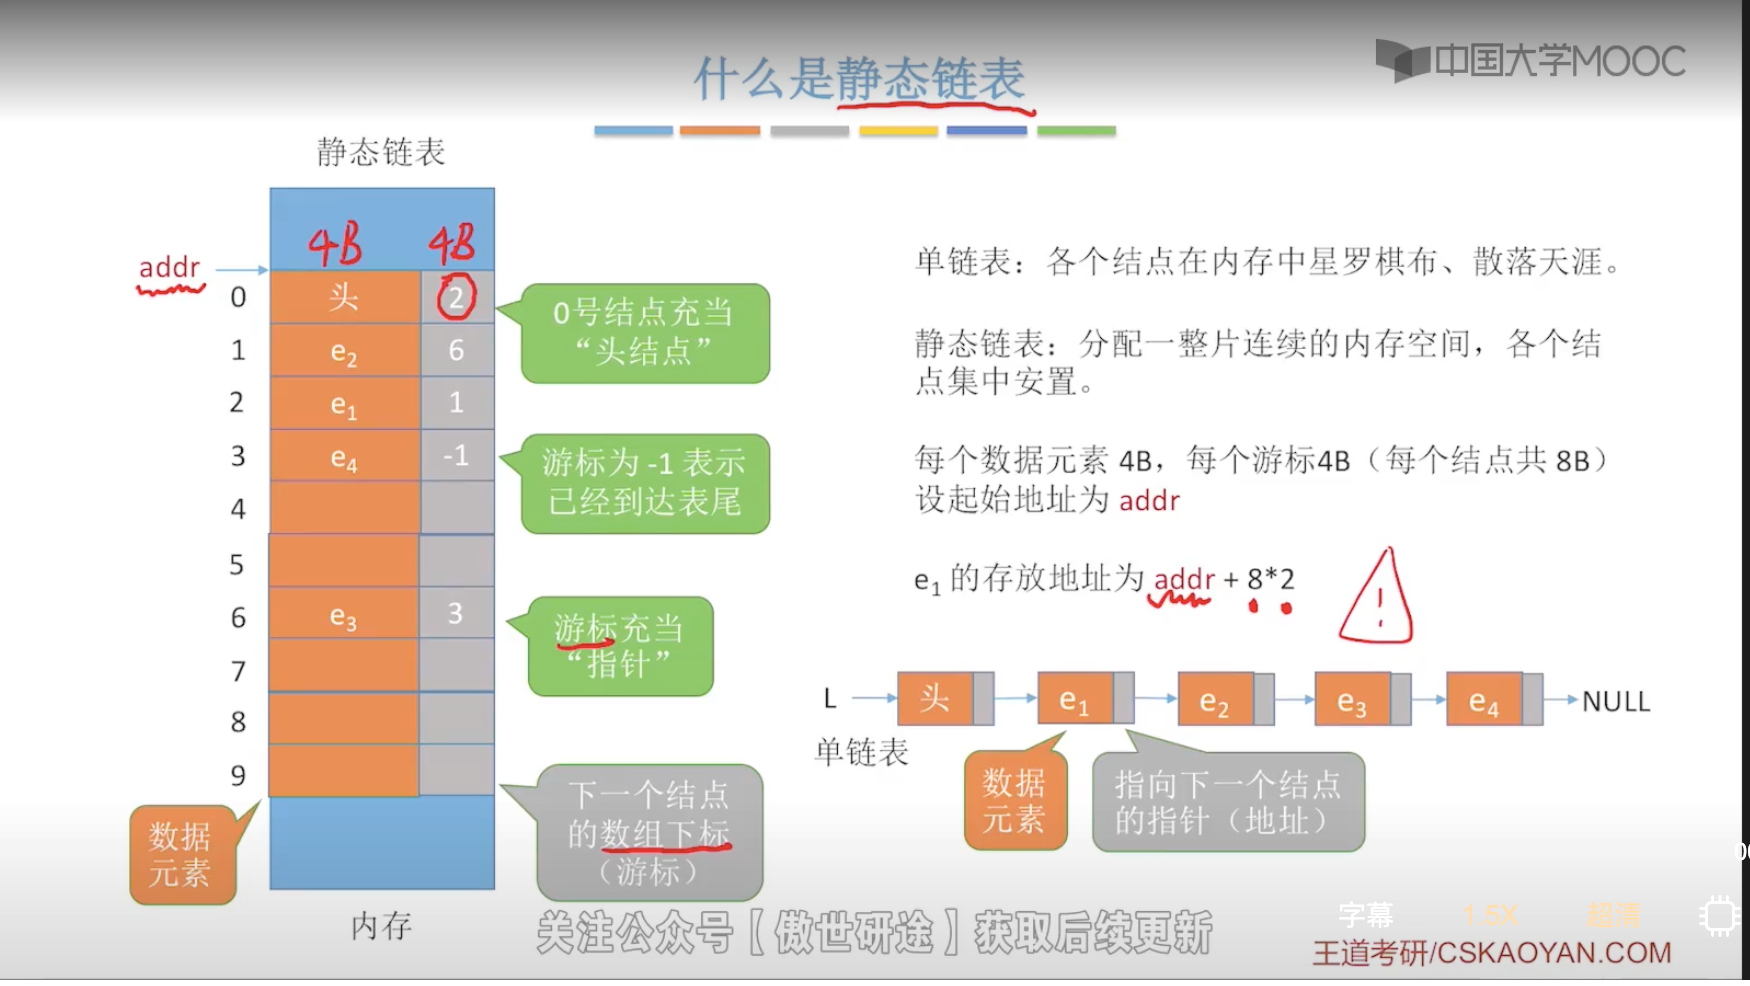 中国大学MOOC
什么是静态链表
静态链表
4B 4B
addr
0 头 2
1 e₂ 6
2 e₁ 1
3 e₄ -1
4
5
6 e₃ 3
7
8
9
数据
元素
内存
0号结点充当
“头结点”
游标为 -1 表示
已经到达表尾
游标充当
“指针”
下一个结点
的数组下标
（游标）
单链表：各个结点在内存中星罗棋布、散落天涯。
静态链表：分配一整片连续的内存空间，各个结
点集中安置。
每个数据元素 4B，每个游标4B（每个结点共 8B）
设起始地址为 addr
e₁ 的存放地址为 addr + 8*2
L 头 e₁ e₂ e₃ e₄ NULL
单链表
数据
元素
指向下一个结点
的指针（地址）
关注公众号【傲世研途】获取后续更新
字幕 1.5X 超清
王道考研/CSKAOYAN.COM